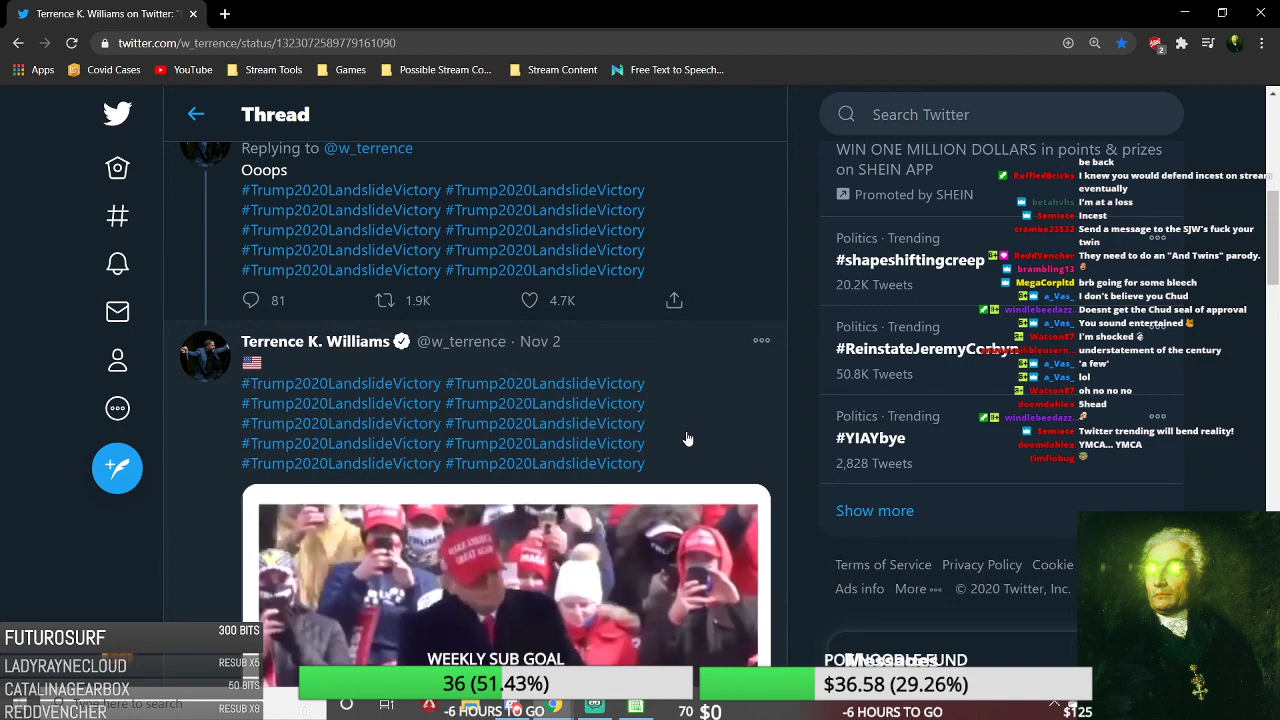 Terrence K. Williams on Twitter: "
twitter.com/w_terrence/status/1323072589779161090
Apps
Covid Cases
YouTube
Stream Tools
Games
Possible Stream Co...
Stream Content
Free Text to Speech...
Thread
Replying to @w_terrence
Ooops
#Trump2020LandslideVictory #Trump2020LandslideVictory
#Trump2020LandslideVictory #Trump2020LandslideVictory
#Trump2020LandslideVictory #Trump2020LandslideVictory
#Trump2020LandslideVictory #Trump2020LandslideVictory
#Trump2020LandslideVictory #Trump2020LandslideVictory
81
1.9K
4.7K
Terrence K. Williams @w_terrence · Nov 2
#Trump2020LandslideVictory #Trump2020LandslideVictory
#Trump2020LandslideVictory #Trump2020LandslideVictory
#Trump2020LandslideVictory #Trump2020LandslideVictory
#Trump2020LandslideVictory #Trump2020LandslideVictory
#Trump2020LandslideVictory #Trump2020LandslideVictory
Search Twitter
WIN ONE MILLION DOLLARS in points & prizes
on SHEIN APP
Promoted by SHEIN
Politics · Trending
#shapeshiftingcreep
20.2K Tweets
Politics · Trending
#ReinstateJeremyCorbyn
50.8K Tweets
Politics · Trending
#YIAYbye
2,828 Tweets
Show more
Terms of Service Privacy Policy Cookie
Ads info More © 2020 Twitter, Inc.
be back
RuffledBricks I knew you would defend incest on stream
eventually
betahvhs I'm at a loss
Semiote Incest
crambo23532 Send a message to the SJW's fuck your
twin
ReddVencher They need to do an "And Twins" parody.
brambling13
MegaCorpltd brb going for some bleech
a_Vas_ I don't believe you Chud
windlebeedazz.. Doesnt get the Chud seal of approval
a_Vas_ You sound entertained
Watson87 I'm shocked
understatement of the century
a_Vas_ 'a few'
a_Vas_ lol
Watson87 oh no no no
doomdahlex 5head
windlebeedazz..
Semiote Twitter trending will bend reality!
doomdahlex YMCA... YMCA
timflobug
FUTUROSURF 300 BITS
LADYRAYNECLOUD RESUB X5
CATALINAGEARBOX 50 BITS
REDDVENCHER RESUB X8
WEEKLY SUB GOAL
36 (51.43%)
0 -6 HOURS TO GO 70
Messages
FUND
$36.58 (29.26%)
$0 -6 HOURS TO GO $125